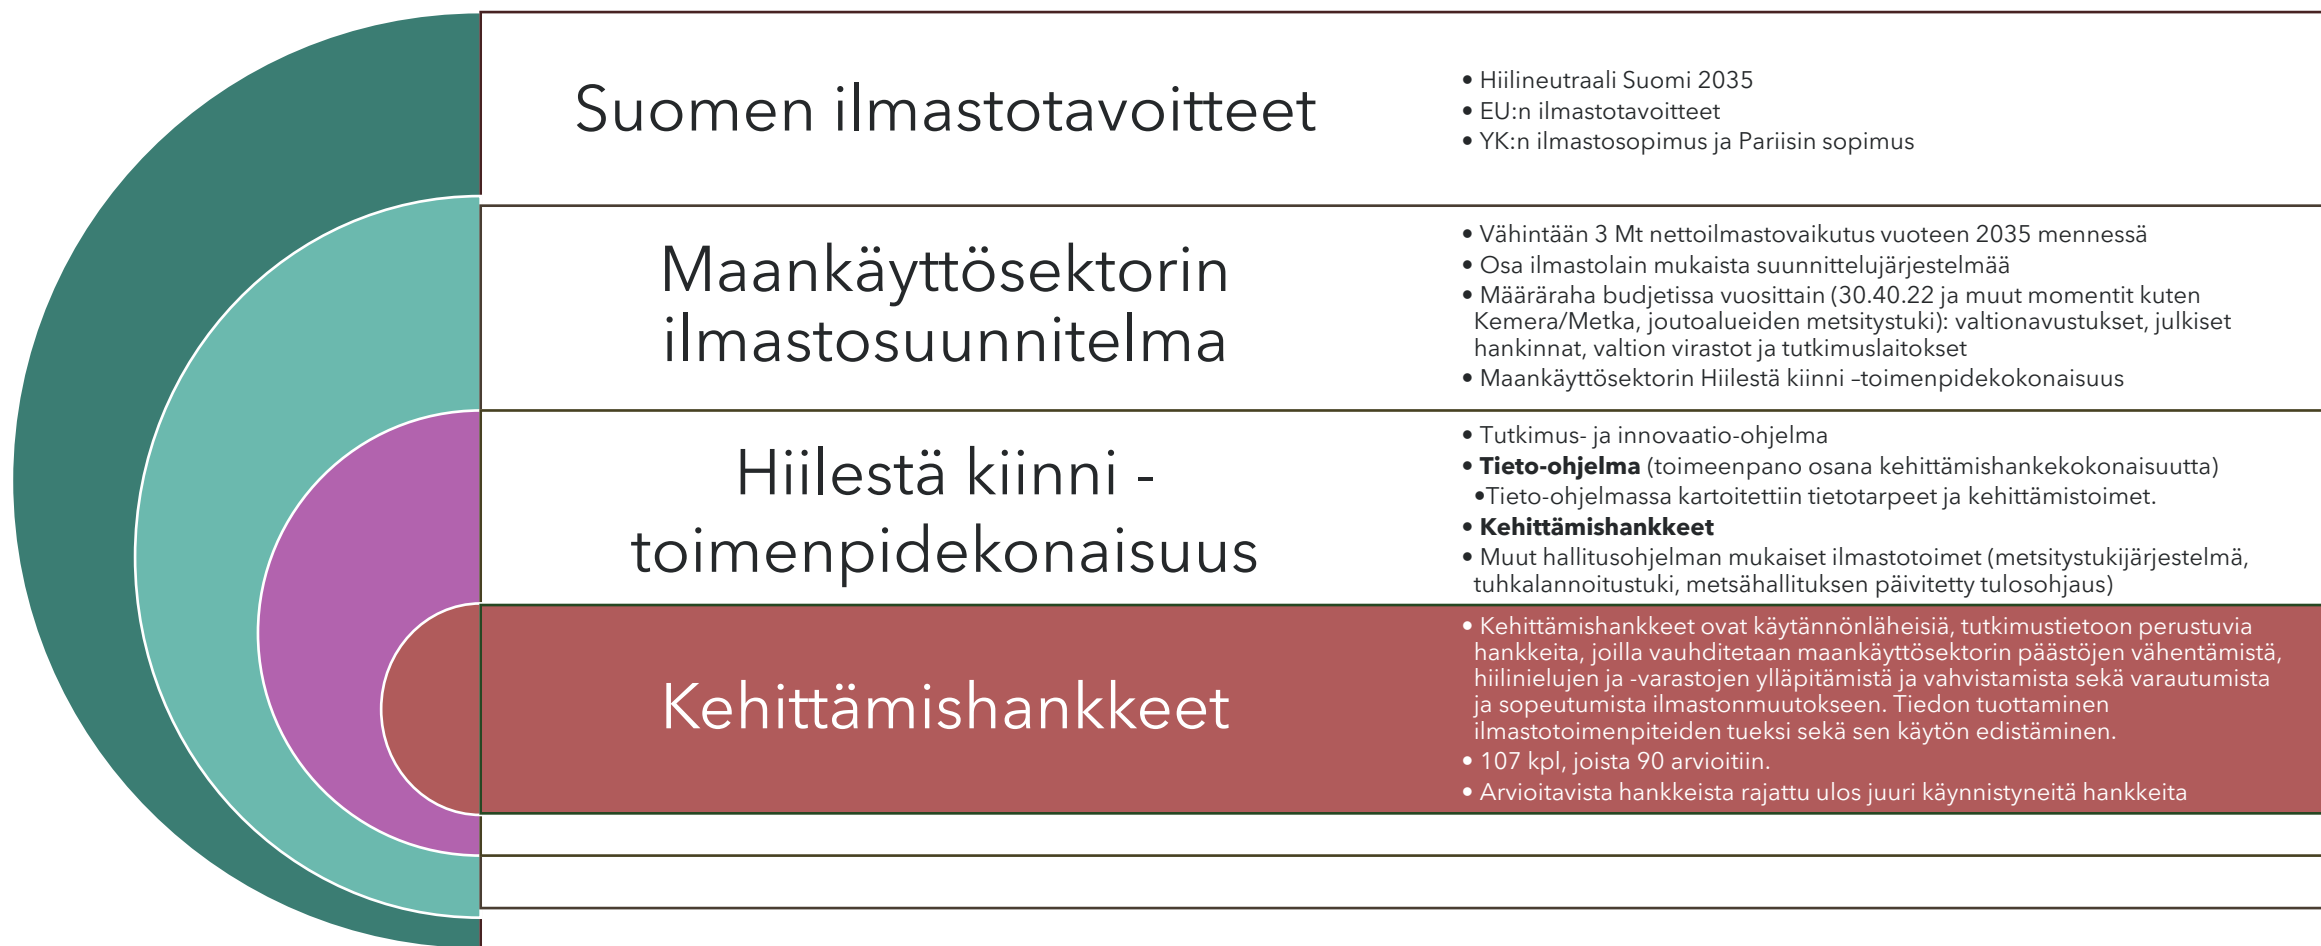 Suomen ilmastotavoitteet
• Hiilineutraali Suomi 2035
• EU:n ilmastotavoitteet
• YK:n ilmastosopimus ja Pariisin sopimus
Maankäyttösektorin
ilmastosuunnitelma
• Vähintään 3 Mt nettoilmastovaikutus vuoteen 2035 mennessä
• Osa ilmastolain mukaista suunnittelujärjestelmää
• Määräraha budjetissa vuosittain (30.40.22 ja muut momentit kuten
Kemera/Metka, joutoalueiden metsitystuki): valtionavustukset, julkiset
hankinnat, valtion virastot ja tutkimuslaitokset
• Maankäyttösektorin Hiilestä kiinni –toimenpidekokonaisuus
Hiilestä kiinni -
toimenpidekonaisuus
• Tutkimus- ja innovaatio-ohjelma
• Tieto-ohjelma (toimeenpano osana kehittämishankekokonaisuutta)
•Tieto-ohjelmassa kartoitettiin tietotarpeet ja kehittämistoimet.
• Kehittämishankkeet
• Muut hallitusohjelman mukaiset ilmastotoimet (metsitystukijärjestelmä,
tuhkalannoitustuki, metsähallituksen päivitetty tulosohjaus)
Kehittämishankkeet
• Kehittämishankkeet ovat käytännönläheisiä, tutkimustietoon perustuvia
hankkeita, joilla vauhditetaan maankäyttösektorin päästöjen vähentämistä,
hiilinielujen ja -varastojen ylläpitämistä ja vahvistamista sekä varautumista
ja sopeutumista ilmastonmuutokseen. Tiedon tuottaminen
ilmastotoimenpiteiden tueksi sekä sen käytön edistäminen.
• 107 kpl, joista 90 arvioitiin.
• Arvioitavista hankkeista rajattu ulos juuri käynnistyneitä hankkeita